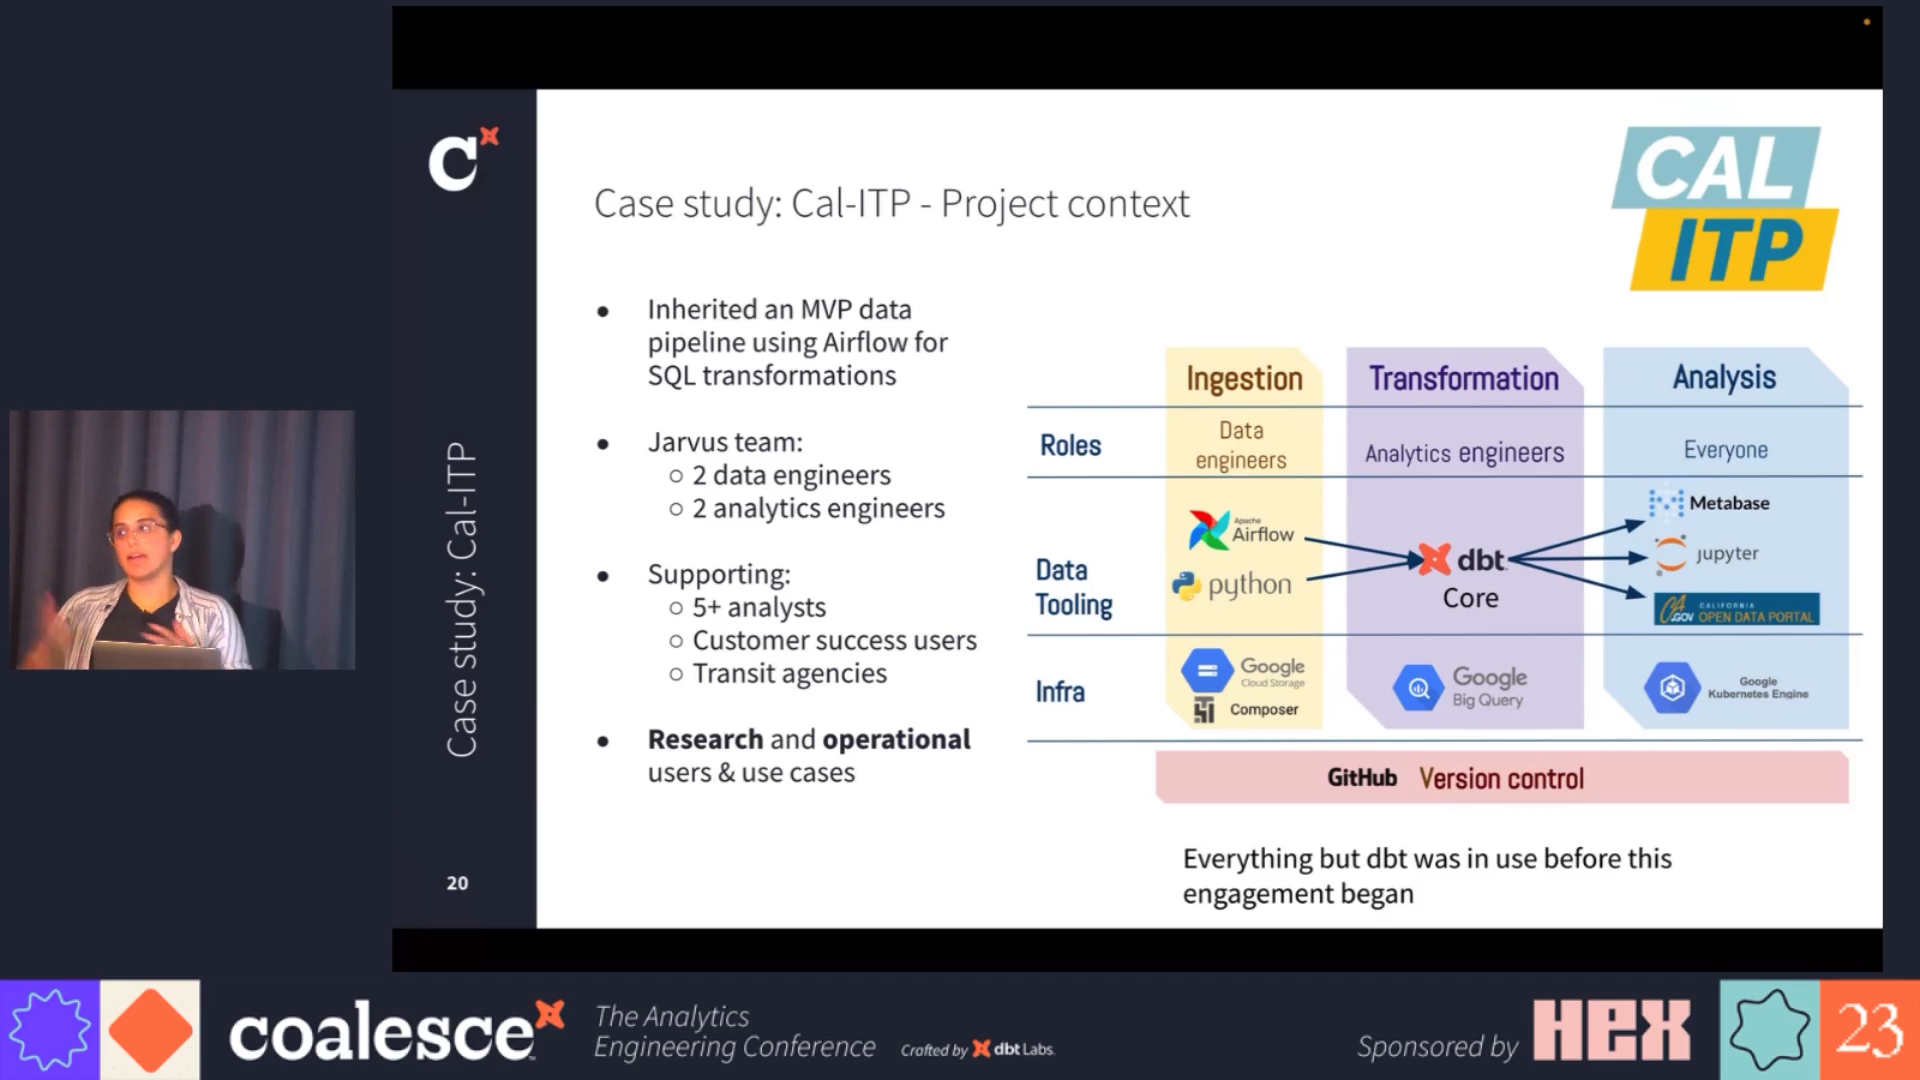 C
Case study: Cal-ITP
20
Case study: Cal-ITP - Project context
CAL
ITP
● Inherited an MVP data
pipeline using Airflow for
SQL transformations
● Jarvus team:
○ 2 data engineers
○ 2 analytics engineers
● Supporting:
○ 5+ analysts
○ Customer success users
○ Transit agencies
● Research and operational
users & use cases
Ingestion
Transformation
Analysis
Roles
Data
engineers
Analytics engineers
Everyone
Data
Tooling
Apache
Airflow
python
dbt
Core
Metabase
jupyter
CA.GOV CALIFORNIA
OPEN DATA PORTAL
Infra
Google
Cloud Storage
Composer
Google
Big Query
Google
Kubernetes Engine
GitHub Version control
Everything but dbt was in use before this
engagement began
coalesce™
The Analytics
Engineering Conference
Crafted by dbt Labs
Sponsored by HEX
23